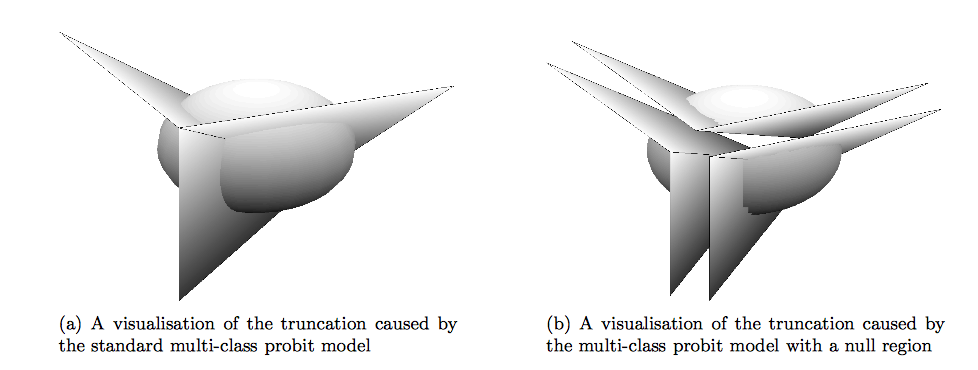 (a) A visualisation of the truncation caused by
the standard multi-class probit model
(b) A visualisation of the truncation caused by
the multi-class probit model with a null region